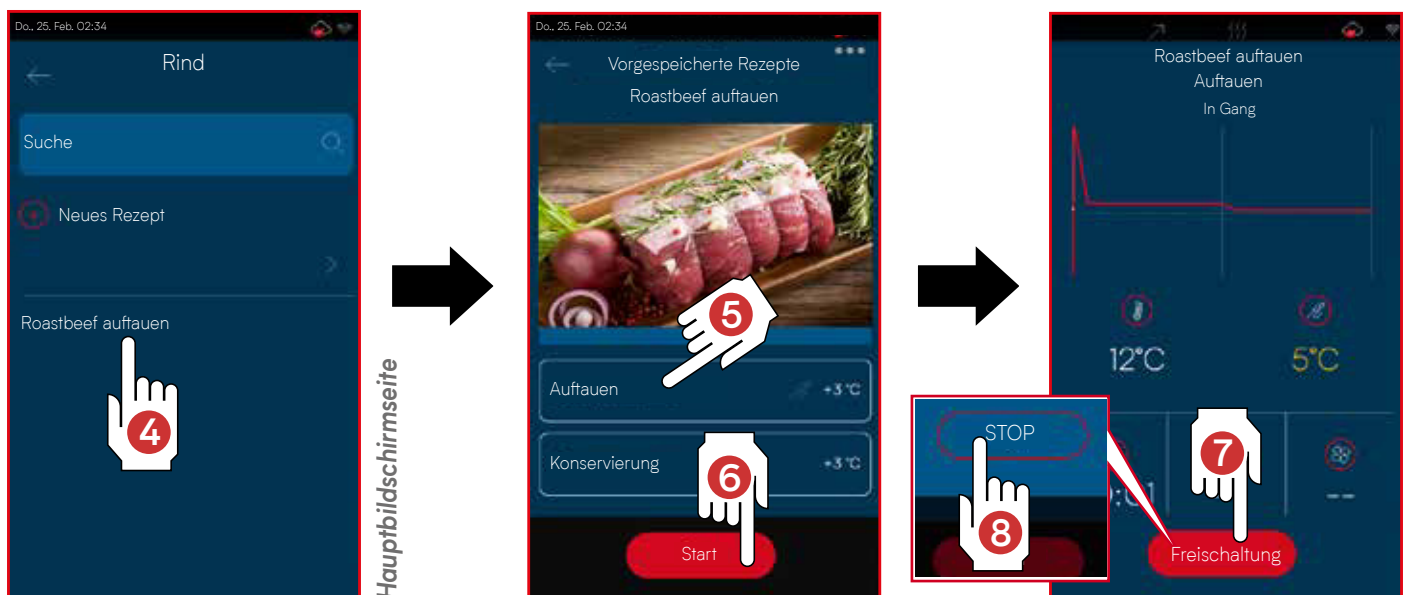 Do., 25. Feb. 02:34
Rind
Suche
Neues Rezept
Roastbeef auftauen
4
Hauptbildschirmseite
Do., 25. Feb. 02:34
Vorgespeicherte Rezepte
Roastbeef auftauen
5
Auftauen +3 °C
Konservierung +3 °C
6
Start
Roastbeef auftauen
Auftauen
In Gang
12°C 5°C
STOP
7
:01 --
8
Freischaltung